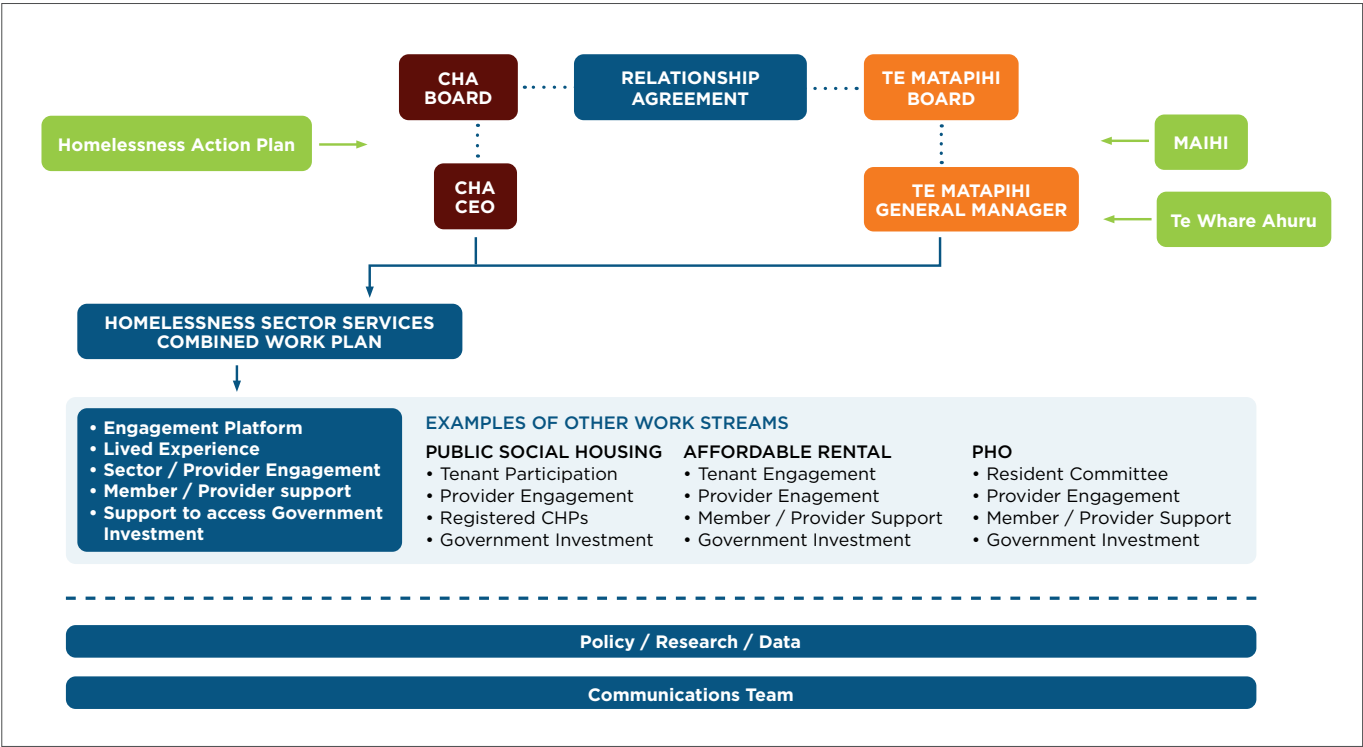 CHA
BOARD
RELATIONSHIP
AGREEMENT
TE MATAPIHI
BOARD
Homelessness Action Plan
MAIHI
CHA
CEO
TE MATAPIHI
GENERAL MANAGER
Te Whare Ahuru
HOMELESSNESS SECTOR SERVICES
COMBINED WORK PLAN
• Engagement Platform
• Lived Experience
• Sector / Provider Engagement
• Member / Provider support
• Support to access Government
Investment
EXAMPLES OF OTHER WORK STREAMS
PUBLIC SOCIAL HOUSING
• Tenant Participation
• Provider Engagement
• Registered CHPs
• Government Investment
AFFORDABLE RENTAL
• Tenant Engagement
• Provider Enagement
• Member / Provider Support
• Government Investment
PHO
• Resident Committee
• Provider Engagement
• Member / Provider Support
• Government Investment
Policy / Research / Data
Communications Team